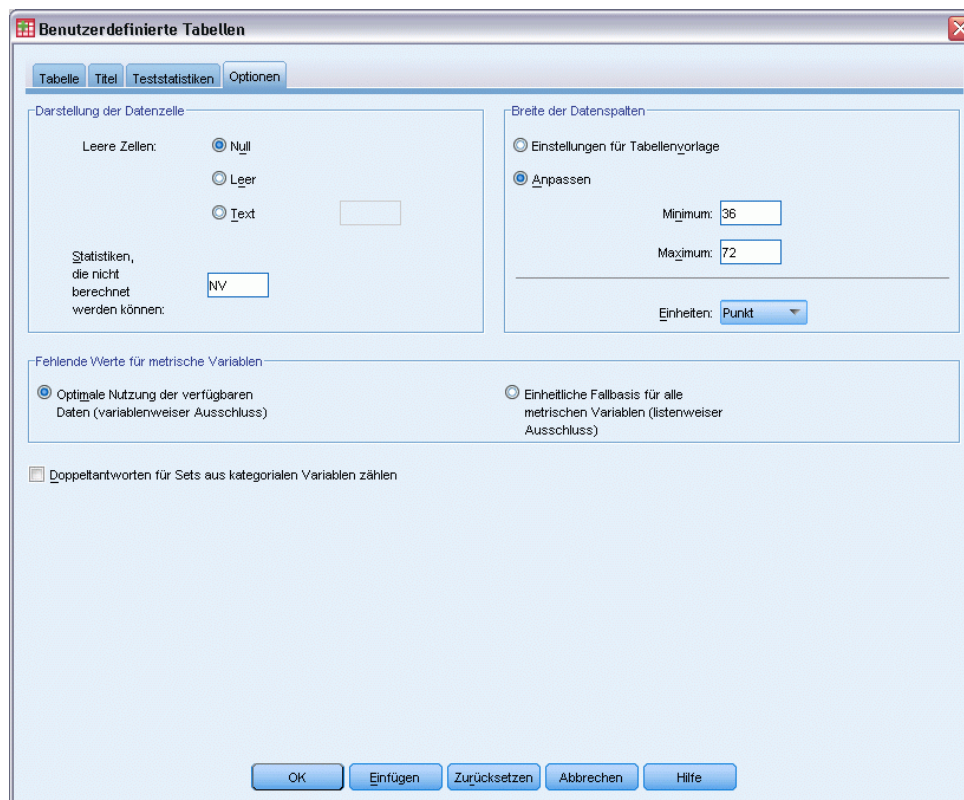 Benutzerdefinierte Tabellen
Tabelle
Titel
Teststatistiken
Optionen
Darstellung der Datenzelle
Leere Zellen:
Null
Leer
Text
Statistiken,
die nicht
berechnet
werden können:
NV
Breite der Datenspalten
Einstellungen für Tabellenvorlage
Anpassen
Minimum: 36
Maximum: 72
Einheiten: Punkt
Fehlende Werte für metrische Variablen
Optimale Nutzung der verfügbaren
Daten (variablenweiser Ausschluss)
Einheitliche Fallbasis für alle
metrischen Variablen (listenweiser
Ausschluss)
Doppeltantworten für Sets aus kategorialen Variablen zählen
OK
Einfügen
Zurücksetzen
Abbrechen
Hilfe